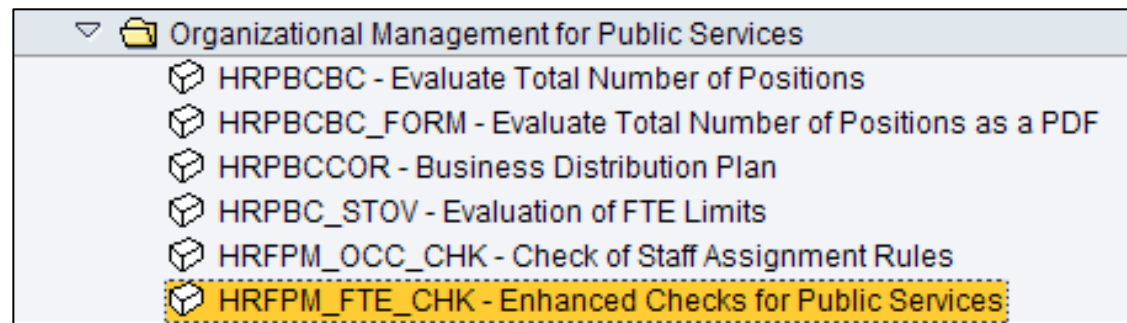 Organizational Management for Public Services
HRPBCBC - Evaluate Total Number of Positions
HRPBCBC_FORM - Evaluate Total Number of Positions as a PDF
HRPBCCOR - Business Distribution Plan
HRPBC_STOV - Evaluation of FTE Limits
HRFPM_OCC_CHK - Check of Staff Assignment Rules
HRFPM_FTE_CHK - Enhanced Checks for Public Services